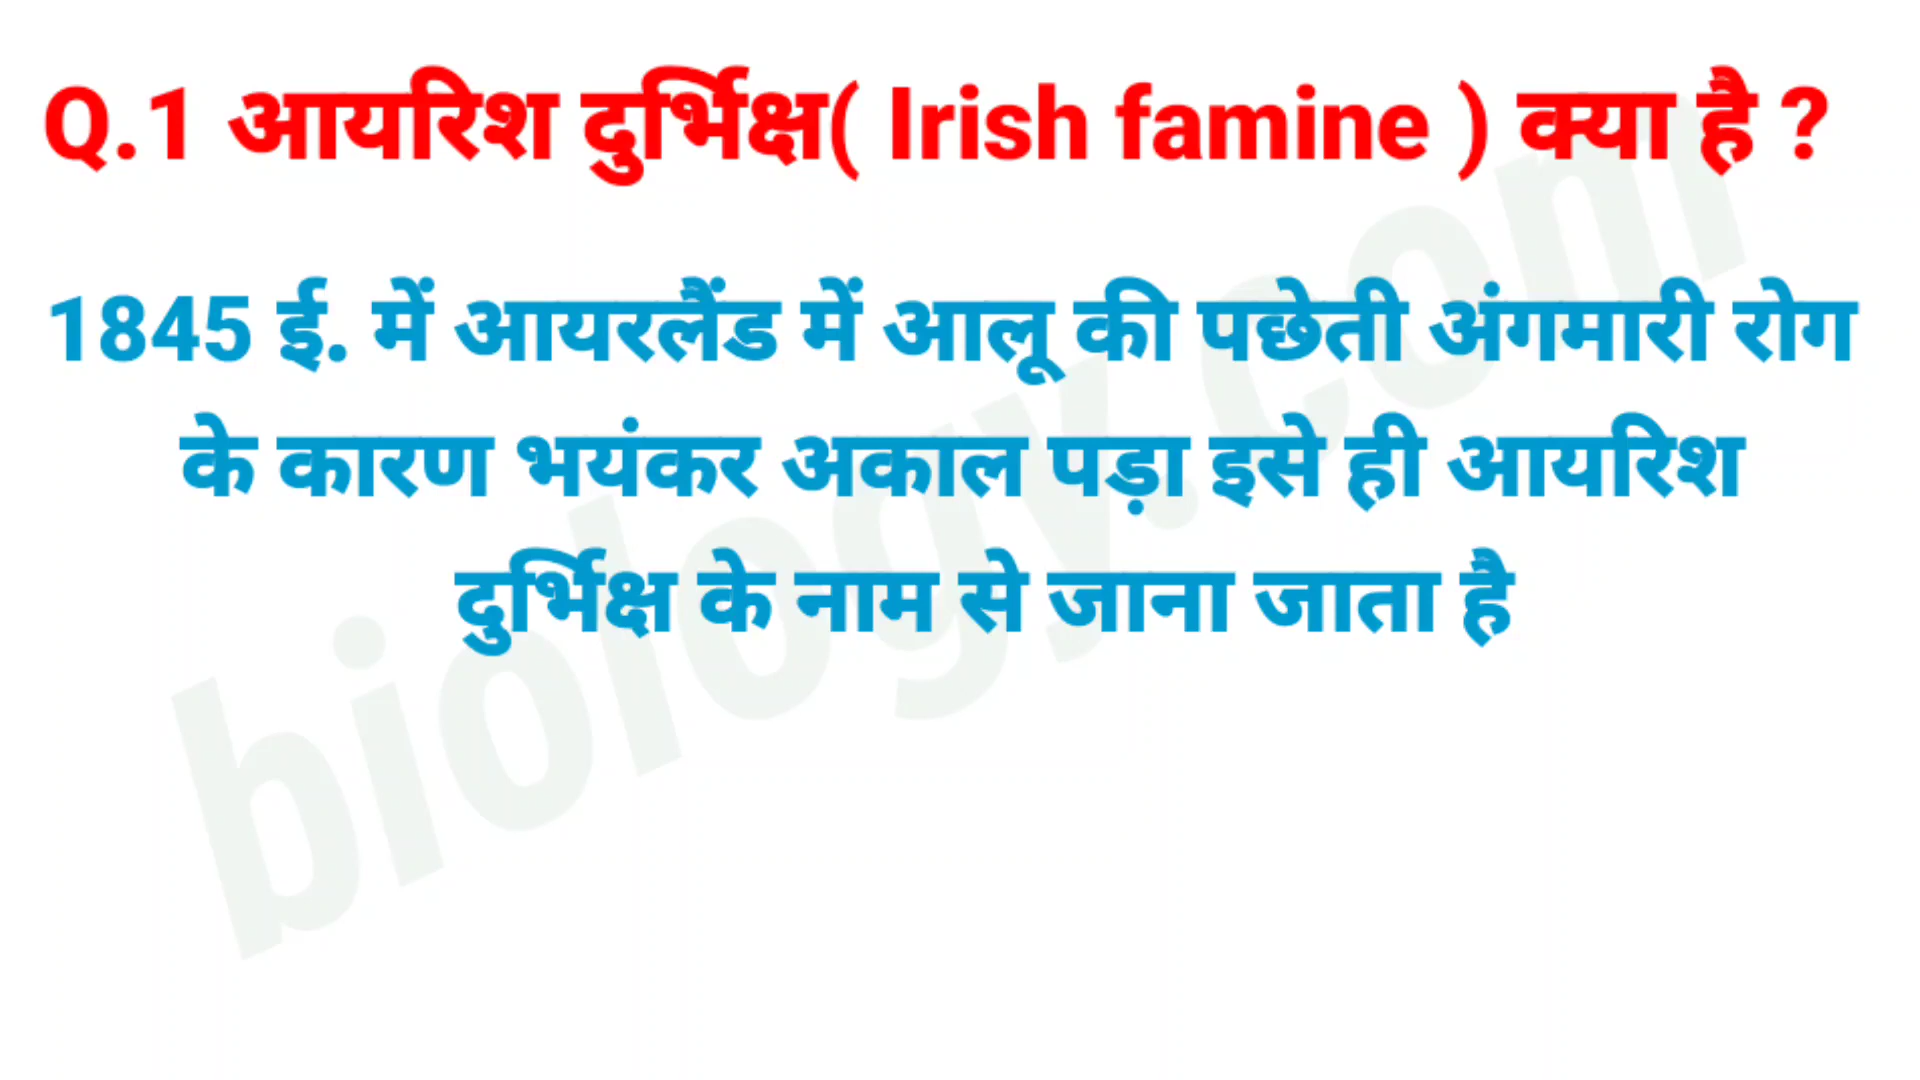 Q.1 आयरिश दुर्भिक्ष( Irish famine ) क्या है ?
1845 ई. में आयरलैंड में आलू की पछेती अंगमारी रोग
के कारण भयंकर अकाल पड़ा इसे ही आयरिश
दुर्भिक्ष के नाम से जाना जाता है
biology.com